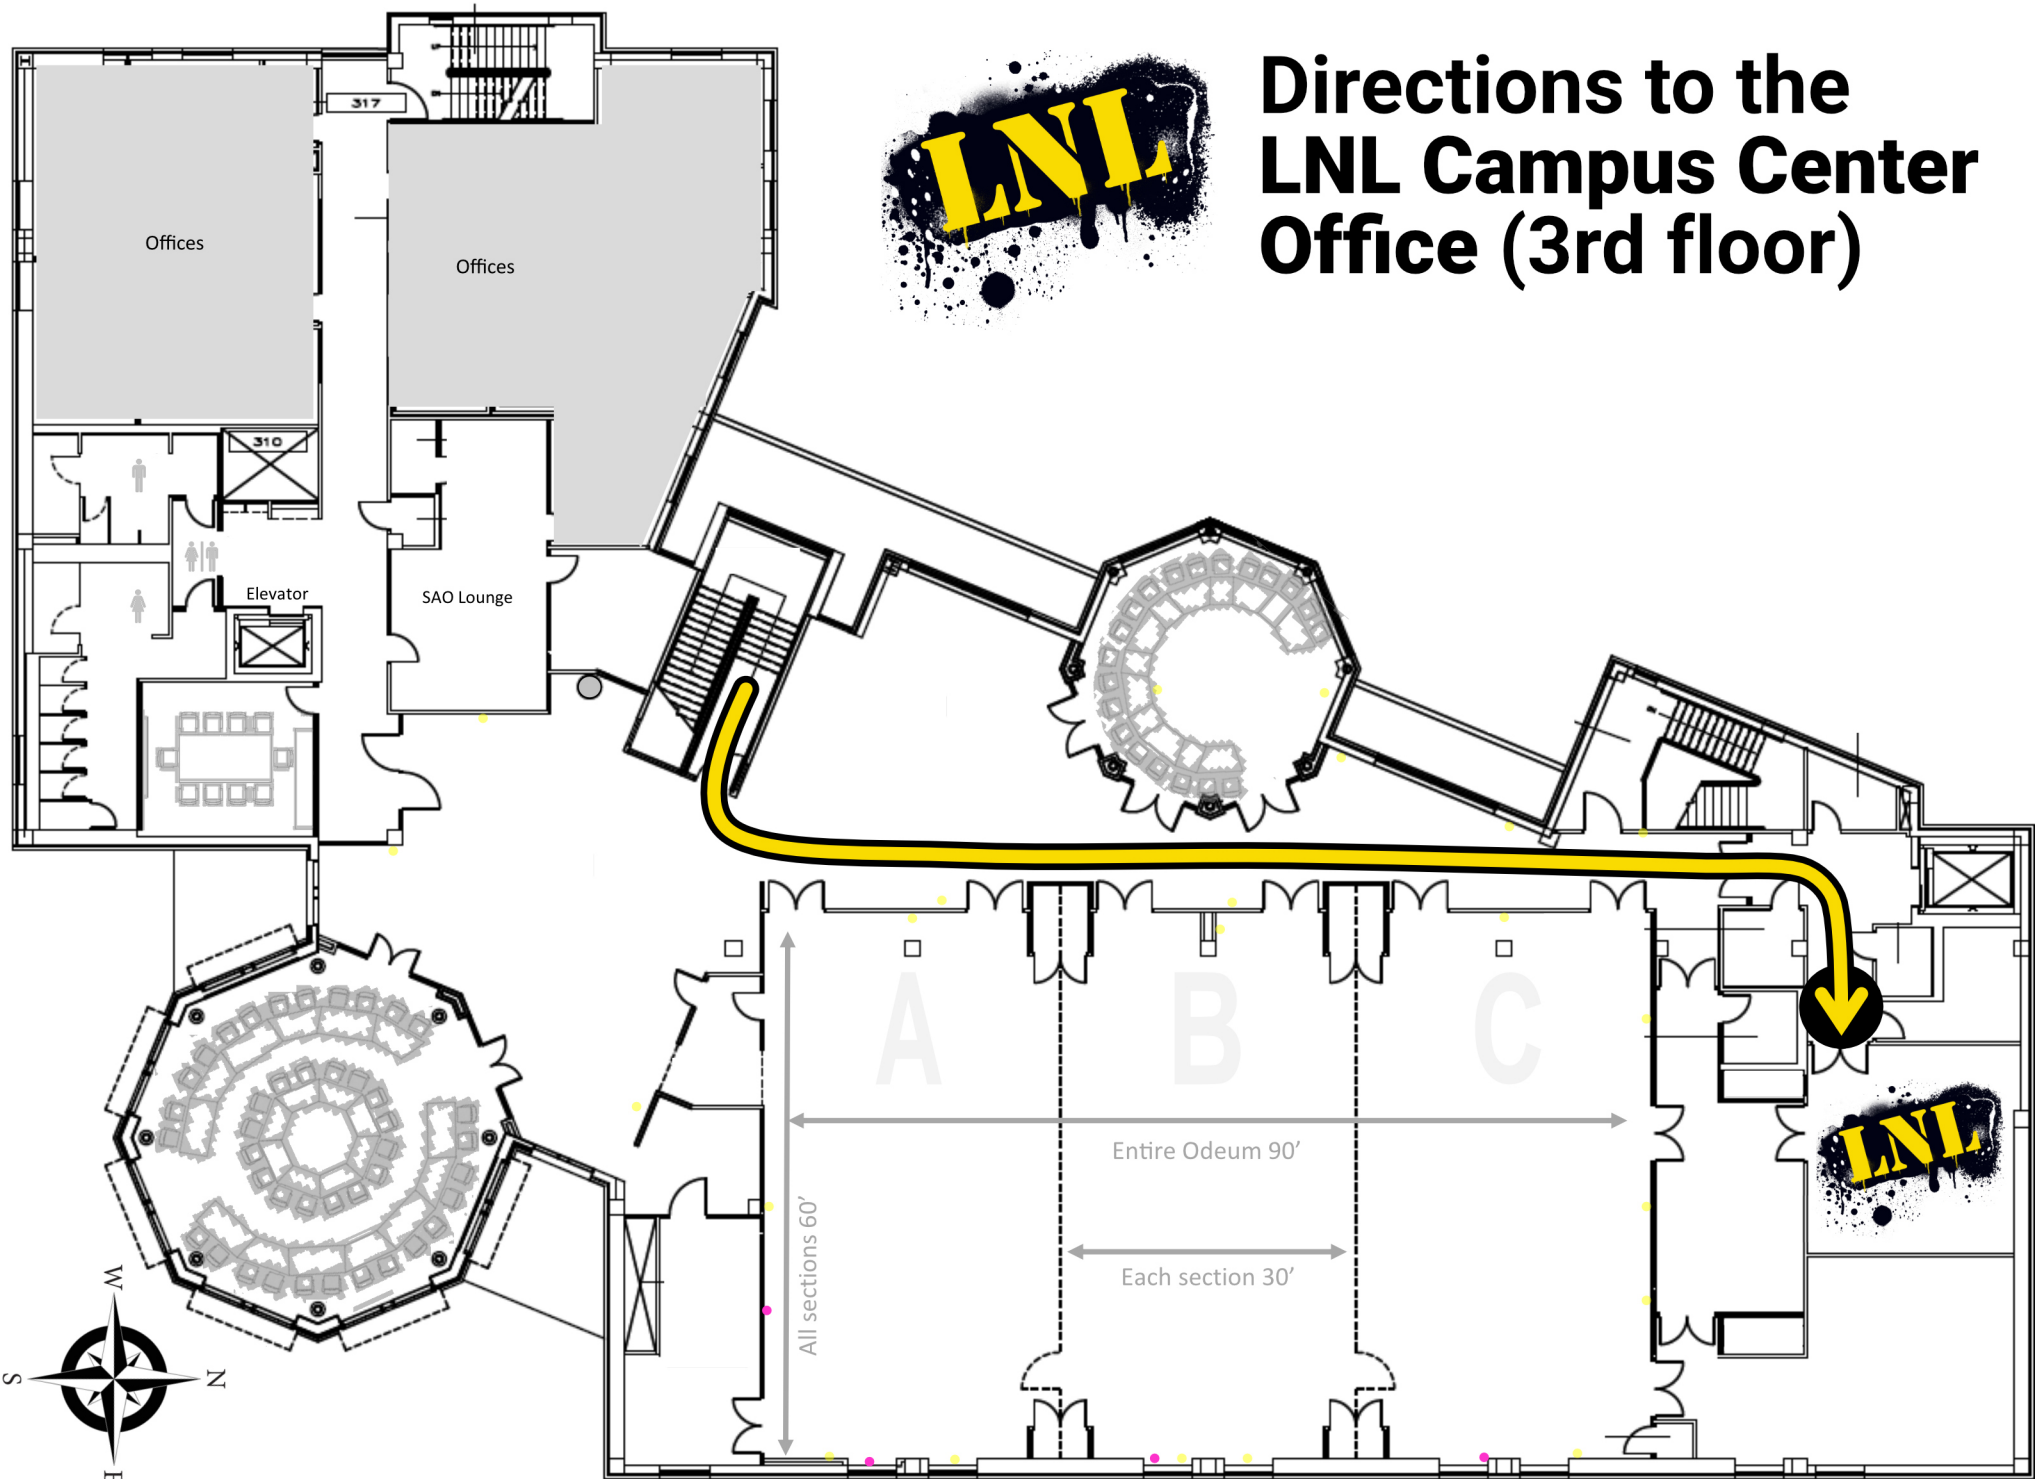 Directions to the
LNL Campus Center
Office (3rd floor)
LNL
317
Offices
Offices
310
Elevator
SAO Lounge
A
B
C
Entire Odeum 90’
All sections 60’
Each section 30’
LNL
W
N
S